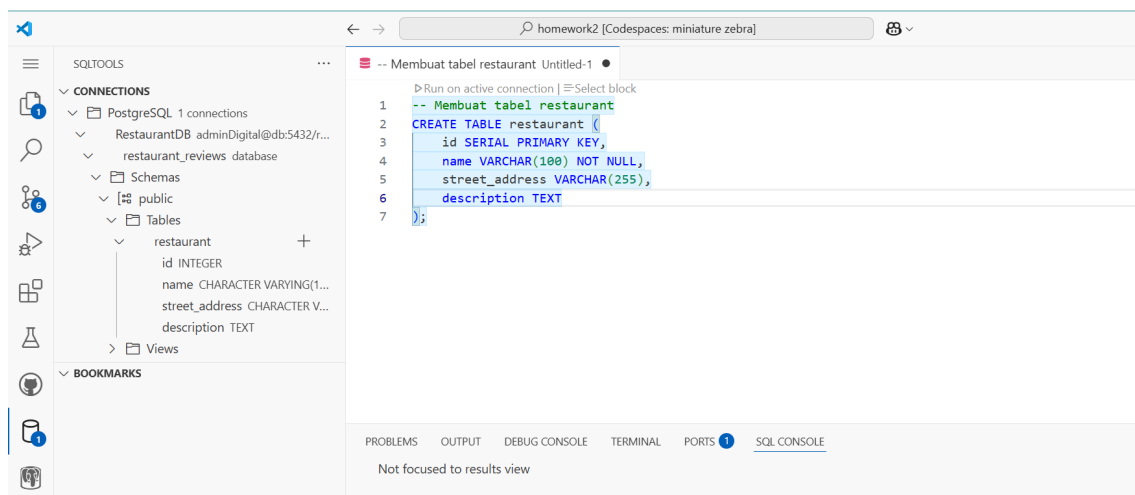 homework2 [Codespaces: miniature zebra]
SQLTOOLS
-- Membuat tabel restaurant Untitled-1
CONNECTIONS
PostgreSQL 1 connections
RestaurantDB adminDigital@db:5432/r...
restaurant_reviews database
Schemas
public
Tables
restaurant
id INTEGER
name CHARACTER VARYING(1...
street_address CHARACTER V...
description TEXT
Views
BOOKMARKS
1
6
1
Run on active connection | Select block
1 -- Membuat tabel restaurant
2 CREATE TABLE restaurant (
3 id SERIAL PRIMARY KEY,
4 name VARCHAR(100) NOT NULL,
5 street_address VARCHAR(255),
6 description TEXT
7 );
PROBLEMS OUTPUT DEBUG CONSOLE TERMINAL PORTS 1 SQL CONSOLE
Not focused to results view